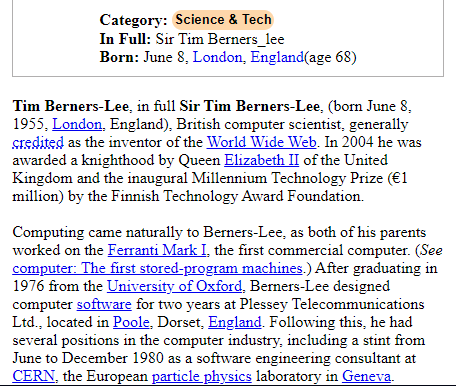 Category: Science & Tech
In Full: Sir Tim Berners_lee
Born: June 8, London, England(age 68)
Tim Berners-Lee, in full Sir Tim Berners-Lee, (born June 8,
1955, London, England), British computer scientist, generally
credited as the inventor of the World Wide Web. In 2004 he was
awarded a knighthood by Queen Elizabeth II of the United
Kingdom and the inaugural Millennium Technology Prize (€1
million) by the Finnish Technology Award Foundation.
Computing came naturally to Berners-Lee, as both of his parents
worked on the Ferranti Mark I, the first commercial computer. (See
computer: The first stored-program machines.) After graduating in
1976 from the University of Oxford, Berners-Lee designed
computer software for two years at Plessey Telecommunications
Ltd., located in Poole, Dorset, England. Following this, he had
several positions in the computer industry, including a stint from
June to December 1980 as a software engineering consultant at
CERN, the European particle physics laboratory in Geneva.